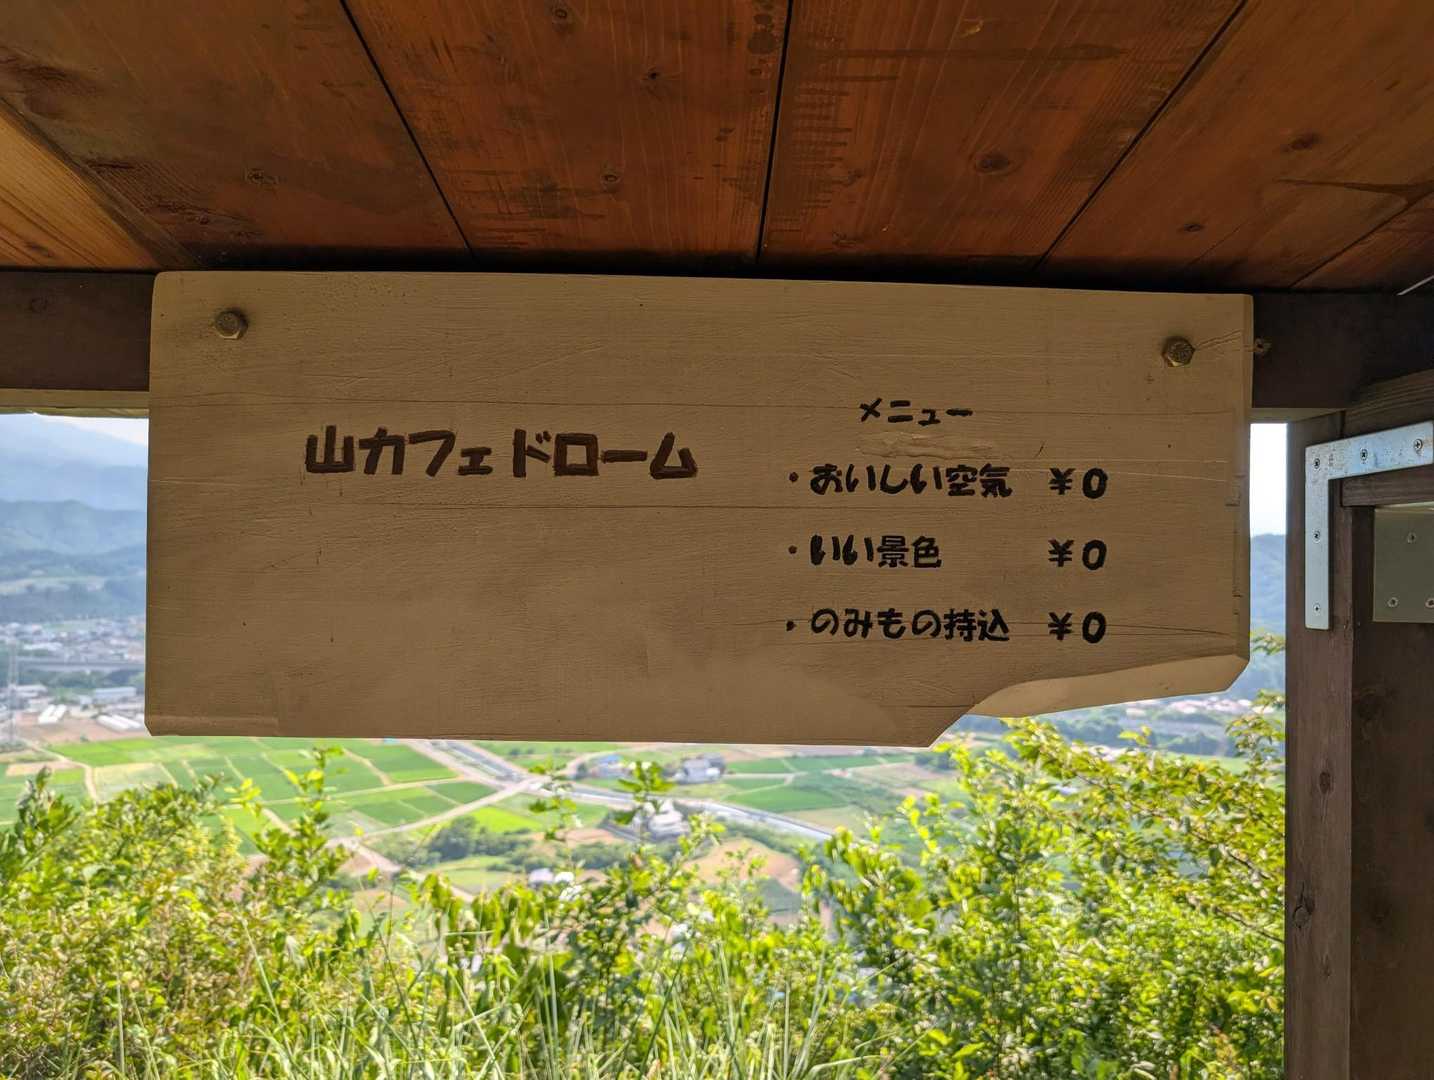 山カフェドローム
メニュー
・おいしい空気 ¥0
・いい景色 ¥0
・のみもの持込 ¥0